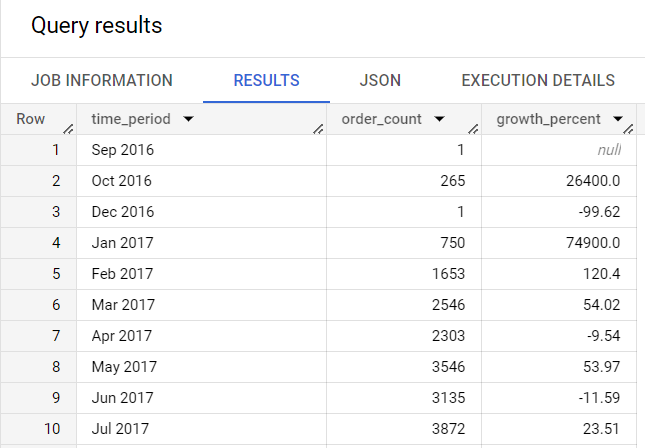 Query results
JOB INFORMATION RESULTS JSON EXECUTION DETAILS
Row time_period order_count growth_percent
1 Sep 2016 1 null
2 Oct 2016 265 26400.0
3 Dec 2016 1 -99.62
4 Jan 2017 750 74900.0
5 Feb 2017 1653 120.4
6 Mar 2017 2546 54.02
7 Apr 2017 2303 -9.54
8 May 2017 3546 53.97
9 Jun 2017 3135 -11.59
10 Jul 2017 3872 23.51